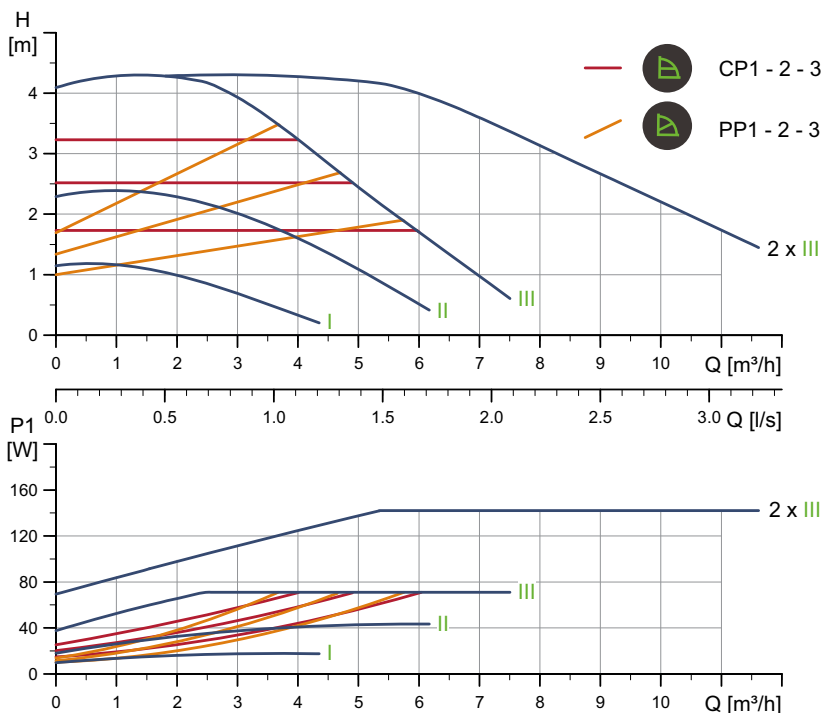 H
[m]
CP1 - 2 - 3
PP1 - 2 - 3
4
3
2
1
0
2 x III
III
II
I
0 1 2 3 4 5 6 7 8 9 10 Q [m³/h]
0.0 0.5 1.0 1.5 2.0 2.5 3.0 Q [l/s]
P1
[W]
160
120
80
40
0
2 x III
III
II
I
0 1 2 3 4 5 6 7 8 9 10 Q [m³/h]